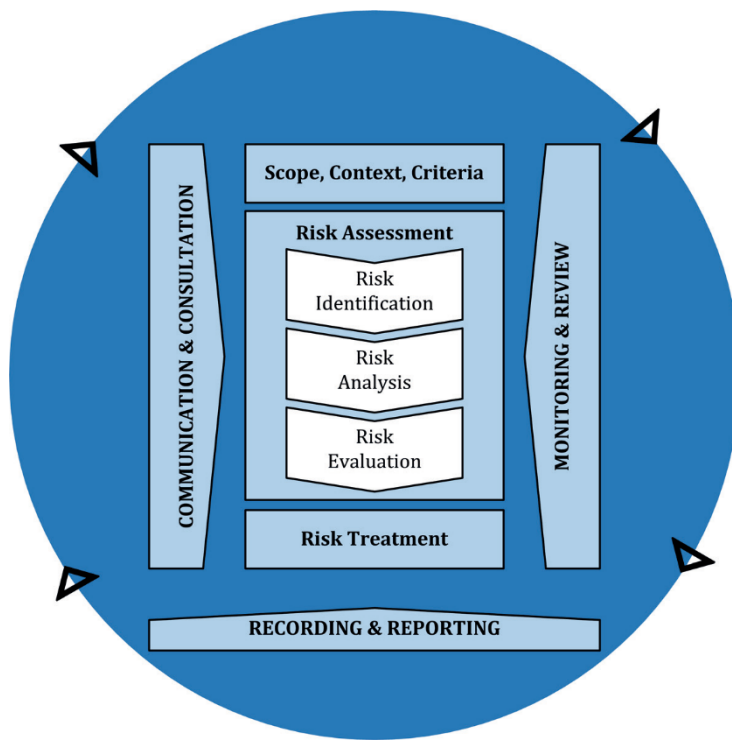 Scope, Context, Criteria
Risk Assessment
Risk
Identification
Risk
Analysis
Risk
Evaluation
Risk Treatment
COMMUNICATION & CONSULTATION
MONITORING & REVIEW
RECORDING & REPORTING